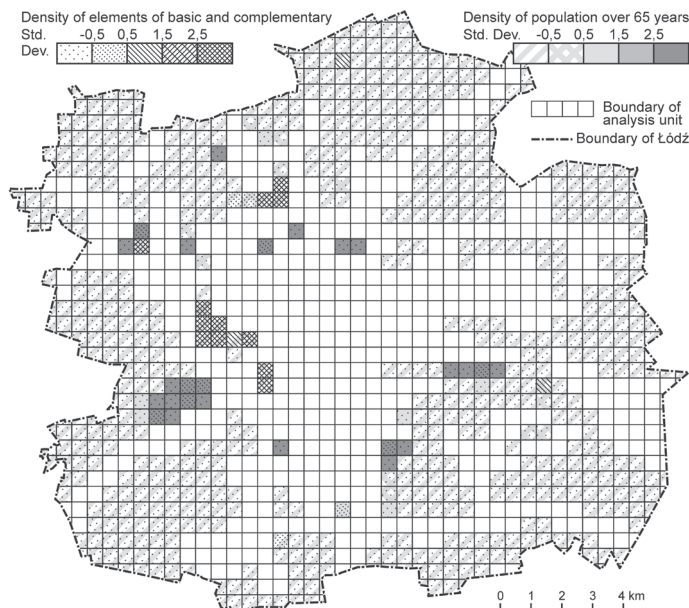 Density of elements of basic and complementary
Std. -0,5 0,5 1,5 2,5
Dev.
Density of population over 65 years
Std. Dev. -0,5 0,5 1,5 2,5
Boundary of
analysis unit
Boundary of Łódź
0 1 2 3 4 km